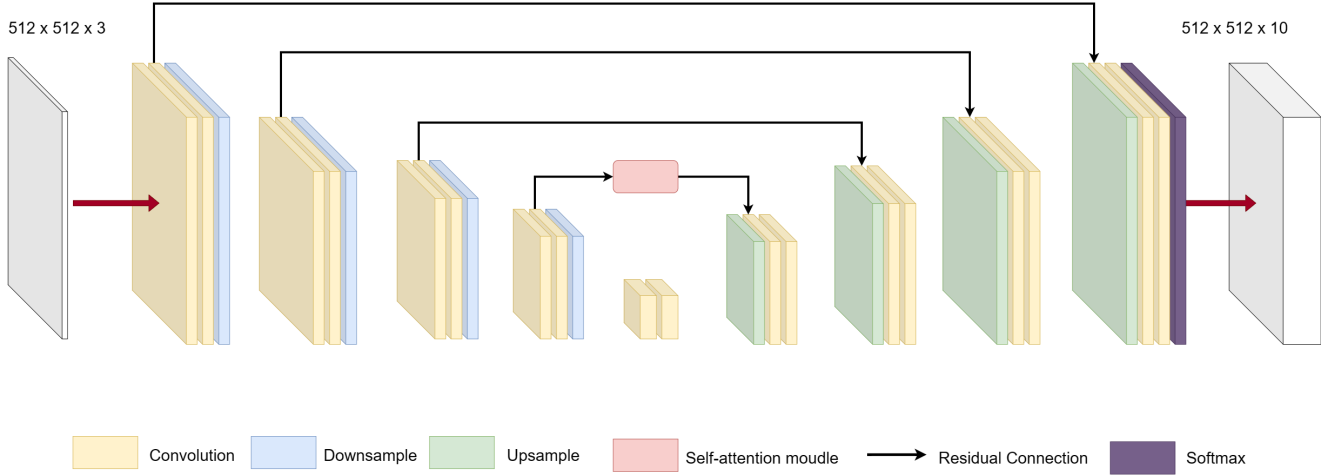 512 x 512 x 3
512 x 512 x 10
Convolution
Downsample
Upsample
Self-attention moudle
Residual Connection
Softmax